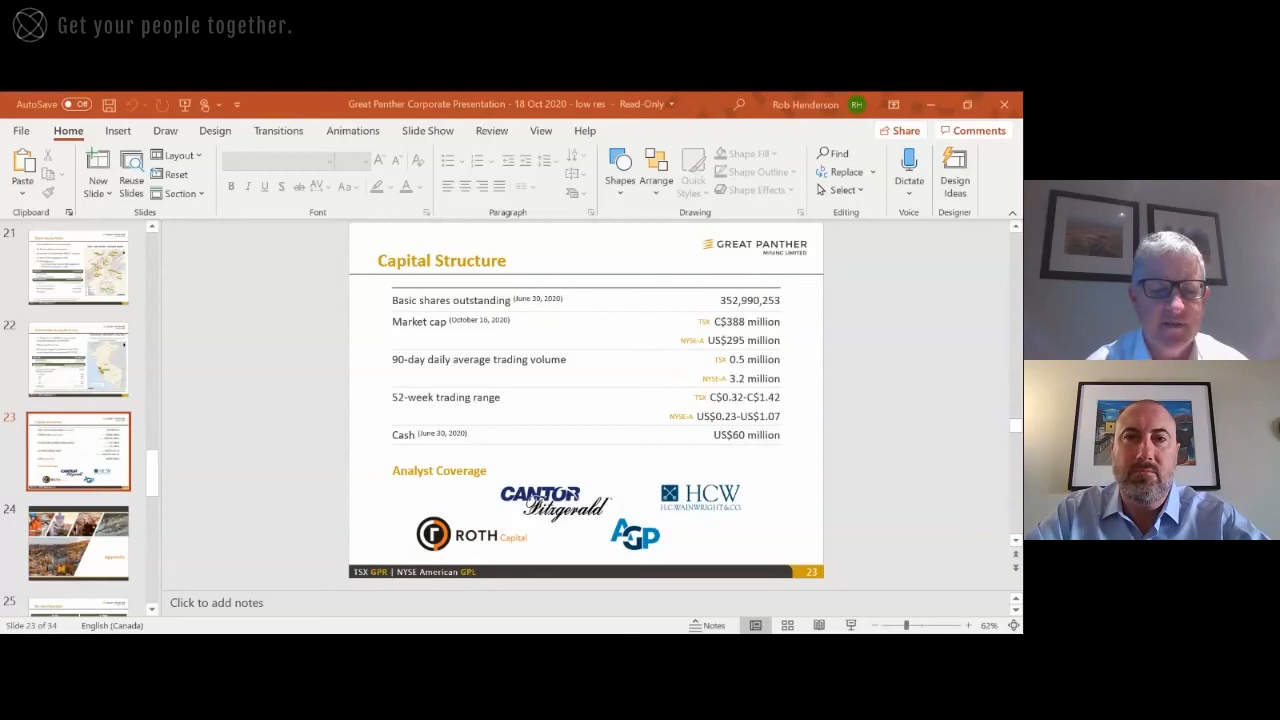 Get your people together.
AutoSave Off
Great Panther Corporate Presentation - 18 Oct 2020 - low res - Read-Only
Rob Henderson RH
File Home Insert Draw Design Transitions Animations Slide Show Review View Help
Share Comments
Paste
New Slides
Reuse Slides
Layout
Reset
Section
B I U S ab AV Aa A
Shapes Arrange Quick Styles
Shape Fill
Shape Outline
Shape Effects
Find
Replace
Select
Dictate
Design Ideas
Clipboard Slides Font Paragraph Drawing Editing Voice Designer
21
22
23
24
25
GREAT PANTHER
MINING LIMITED
Capital Structure
Basic shares outstanding (June 30, 2020) 352,990,253
Market cap (October 16, 2020) TSX C$388 million
NYSE-A US$295 million
90-day daily average trading volume TSX 0.5 million
NYSE-A 3.2 million
52-week trading range TSX C$0.32-C$1.42
NYSE-A US$0.23-US$1.07
Cash (June 30, 2020) US$60 million
Analyst Coverage
CANTOR Fitzgerald
HCW
H.C.WAINWRIGHT&CO.
r ROTH Capital
AGP
TSX GPR | NYSE American GPL 23
Click to add notes
Slide 23 of 34 English (Canada) Notes 62%